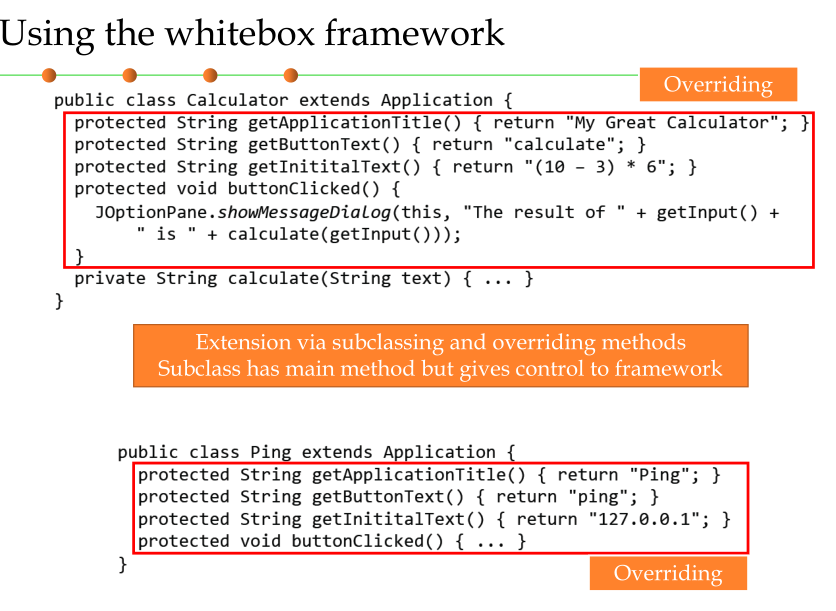 Using the whitebox framework
Overriding
public class Calculator extends Application {
protected String getApplicationTitle() { return "My Great Calculator"; }
protected String getButtonText() { return "calculate"; }
protected String getInititalText() { return "(10 – 3) * 6"; }
protected void buttonClicked() {
JOptionPane.showMessageDialog(this, "The result of " + getInput() +
" is " + calculate(getInput()));
}
private String calculate(String text) { ... }
}
Extension via subclassing and overriding methods
Subclass has main method but gives control to framework
public class Ping extends Application {
protected String getApplicationTitle() { return "Ping"; }
protected String getButtonText() { return "ping"; }
protected String getInititalText() { return "127.0.0.1"; }
protected void buttonClicked() { ... }
}
Overriding